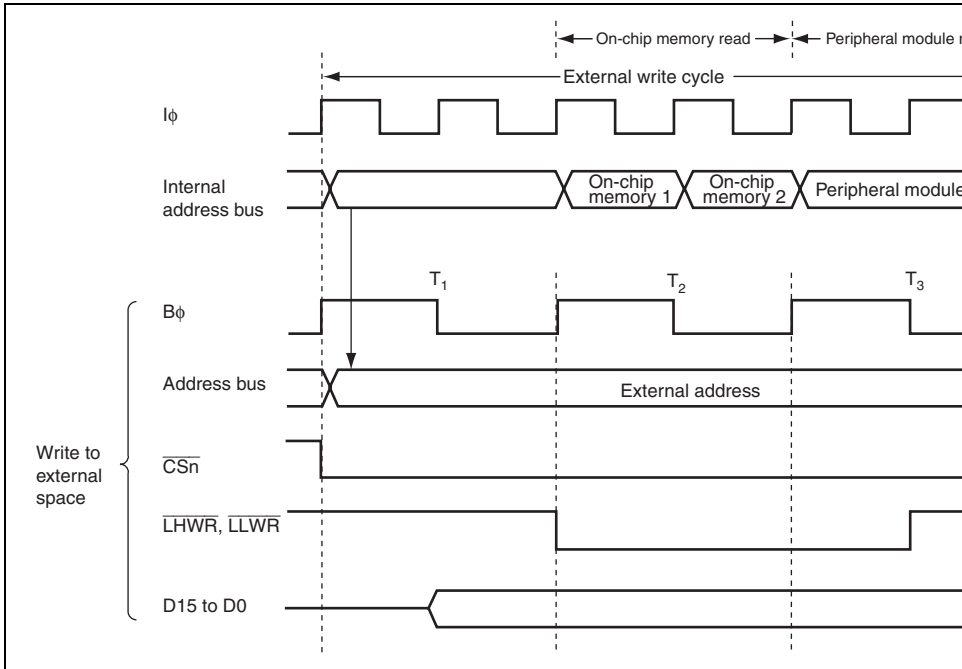 On-chip memory read
Peripheral module r
External write cycle
Iϕ
Internal
address bus
On-chip
memory 1
On-chip
memory 2
Peripheral module
T1
T2
T3
Bϕ
Address bus
External address
Write to
external
space
CSn
LHWR, LLWR
D15 to D0